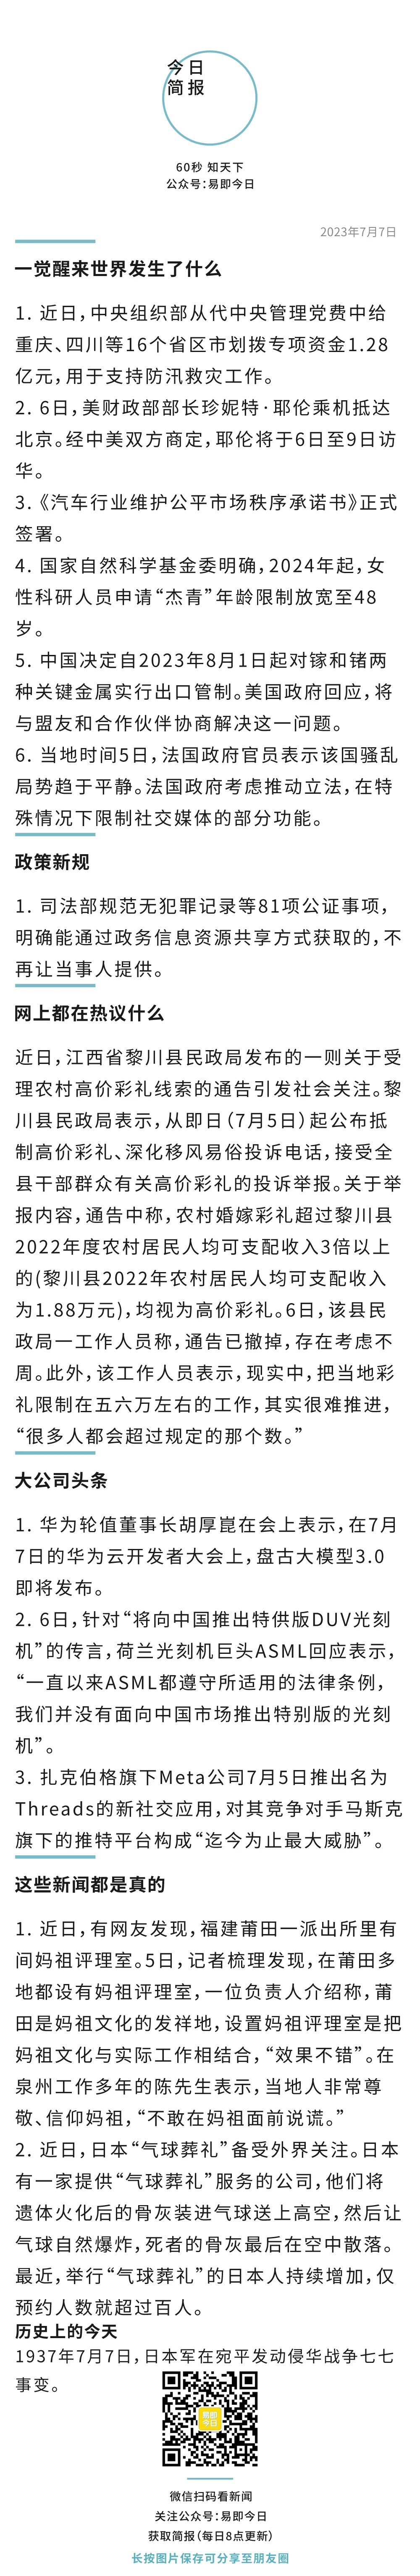 今日
简报
60秒 知天下
公众号：易即今日
2023年7月7日
一觉醒来世界发生了什么
1. 近日，中央组织部从代中央管理党费中给
重庆、四川等16个省区市划拨专项资金1.28
亿元，用于支持防汛救灾工作。
2. 6日，美财政部部长珍妮特·耶伦乘机抵达
北京。经中美双方商定，耶伦将于6日至9日访
华。
3.《汽车行业维护公平市场秩序承诺书》正式
签署。
4. 国家自然科学基金委明确，2024年起，女
性科研人员申请“杰青”年龄限制放宽至48
岁。
5. 中国决定自2023年8月1日起对镓和锗两
种关键金属实行出口管制。美国政府回应，将
与盟友和合作伙伴协商解决这一问题。
6. 当地时间5日，法国政府官员表示该国骚乱
局势趋于平静。法国政府考虑推动立法，在特
殊情况下限制社交媒体的部分功能。
政策新规
1. 司法部规范无犯罪记录等81项公证事项，
明确能通过政务信息资源共享方式获取的，不
再让当事人提供。
网上都在热议什么
近日，江西省黎川县民政局发布的一则关于受
理农村高价彩礼线索的通告引发社会关注。黎
川县民政局表示，从即日（7月5日）起公布抵
制高价彩礼、深化移风易俗投诉电话，接受全
县干部群众有关高价彩礼的投诉举报。关于举
报内容，通告中称，农村婚嫁彩礼超过黎川县
2022年度农村居民人均可支配收入3倍以上
的(黎川县2022年农村居民人均可支配收入
为1.88万元)，均视为高价彩礼。6日，该县民
政局一工作人员称，通告已撤掉，存在考虑不
周。此外，该工作人员表示，现实中，把当地彩
礼限制在五六万左右的工作，其实很难推进，
“很多人都会超过规定的那个数。”
大公司头条
1. 华为轮值董事长胡厚崑在会上表示，在7月
7日的华为云开发者大会上，盘古大模型3.0
即将发布。
2. 6日，针对“将向中国推出特供版DUV光刻
机”的传言，荷兰光刻机巨头ASML回应表示，
“一直以来ASML都遵守所适用的法律条例，
我们并没有面向中国市场推出特别版的光刻
机”。
3. 扎克伯格旗下Meta公司7月5日推出名为
Threads的新社交应用，对其竞争对手马斯克
旗下的推特平台构成“迄今为止最大威胁”。
这些新闻都是真的
1. 近日，有网友发现，福建莆田一派出所里有
间妈祖评理室。5日，记者梳理发现，在莆田多
地都设有妈祖评理室，一位负责人介绍称，莆
田是妈祖文化的发祥地，设置妈祖评理室是把
妈祖文化与实际工作相结合，“效果不错”。在
泉州工作多年的陈先生表示，当地人非常尊
敬、信仰妈祖，“不敢在妈祖面前说谎。”
2. 近日，日本“气球葬礼”备受外界关注。日本
有一家提供“气球葬礼”服务的公司，他们将
遗体火化后的骨灰装进气球送上高空，然后让
气球自然爆炸，死者的骨灰最后在空中散落。
最近，举行“气球葬礼”的日本人持续增加，仅
预约人数就超过百人。
历史上的今天
1937年7月7日，日本军在宛平发动侵华战争七七
事变。
易即
今日
微信扫码看新闻
关注公众号：易即今日
获取简报（每日8点更新）
长按图片保存可分享至朋友圈